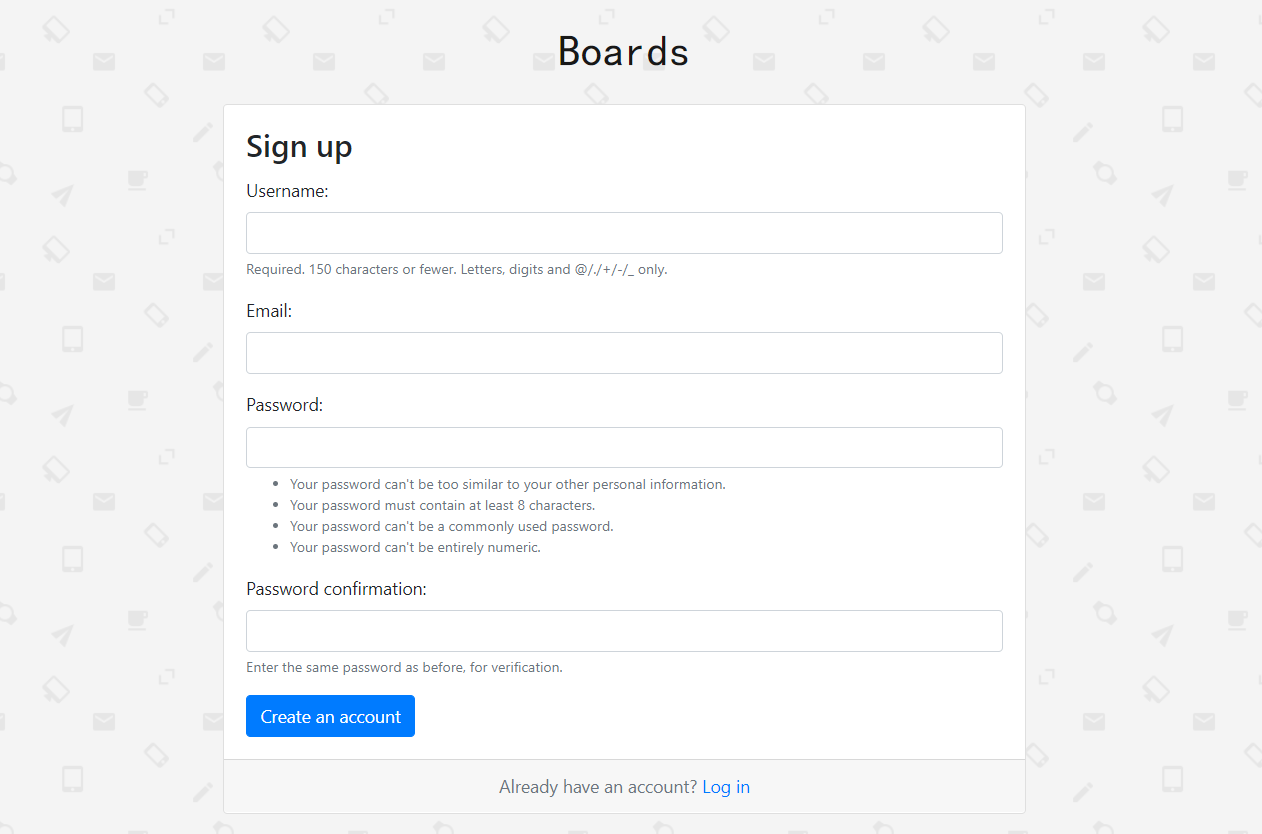 Boards
Sign up
Username:
Required. 150 characters or fewer. Letters, digits and @/./+/-/_ only.
Email:
Password:
Your password can't be too similar to your other personal information.
Your password must contain at least 8 characters.
Your password can't be a commonly used password.
Your password can't be entirely numeric.
Password confirmation:
Enter the same password as before, for verification.
Create an account
Already have an account? Log in